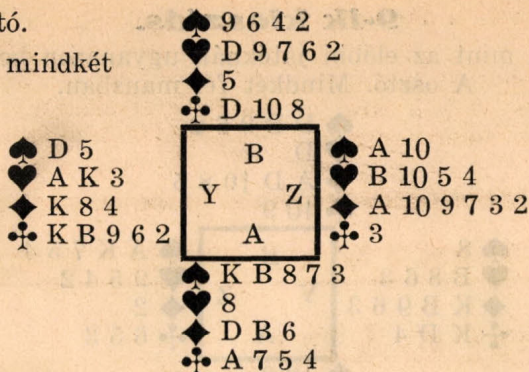 tó.
mindkét
♠ 9 6 4 2
♥ D 9 7 6 2
♦ 5
♣ D 10 8
♠ D 5
♥ A K 3
♦ K 8 4
♣ K B 9 6 2
B
Y Z
A
♠ A 10
♥ B 10 5 4
♦ A 10 9 7 3 2
♣ 3
♠ K B 8 7 3
♥ 8
♦ D B 6
♣ A 7 5 4